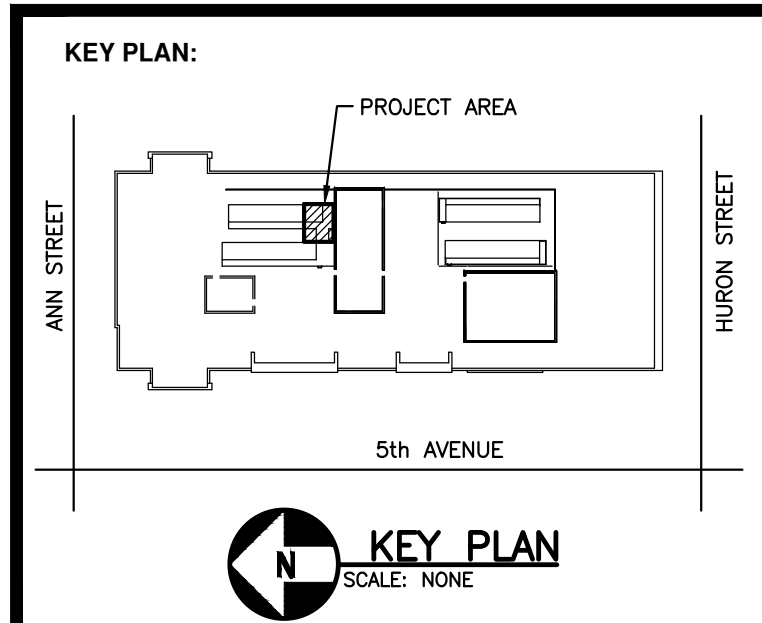 KEY PLAN:
PROJECT AREA
ANN STREET
HURON STREET
5th AVENUE
N
KEY PLAN
SCALE: NONE